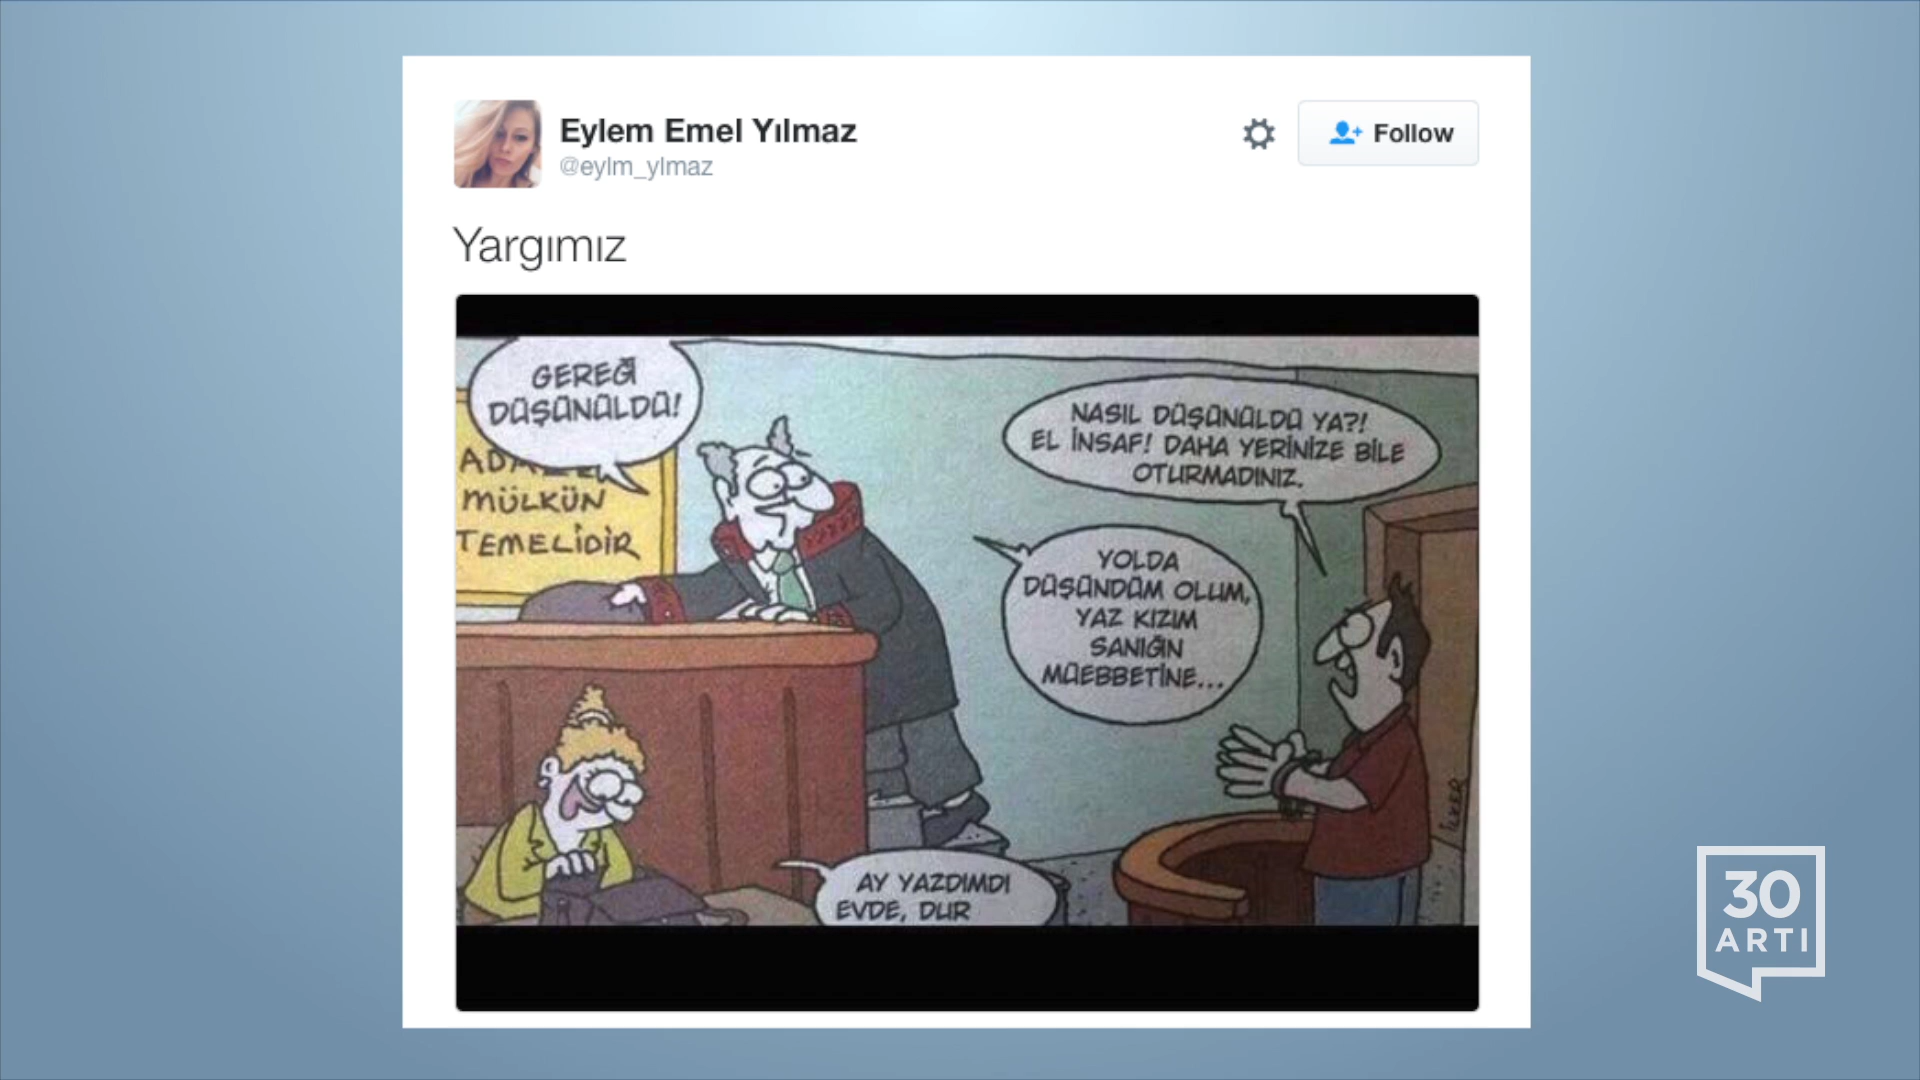 Eylem Emel Yılmaz
@eylm_ylmaz
Follow
Yargımız
GEREĞİ
DÜŞÜNÜLDÜ!
MÜLKÜN
TEMELİDİR
NASIL DÜŞÜNÜLDÜ YA?!
EL İNSAF! DAHA YERİNİZE BİLE
OTURMADINIZ.
YOLDA
DÜŞÜNDÜM OLUM,
YAZ KIZIM
SANIĞIN
MÜEBBETİNE...
AY YAZDIMDI
EVDE, DUR
İLKER
30
ARTI